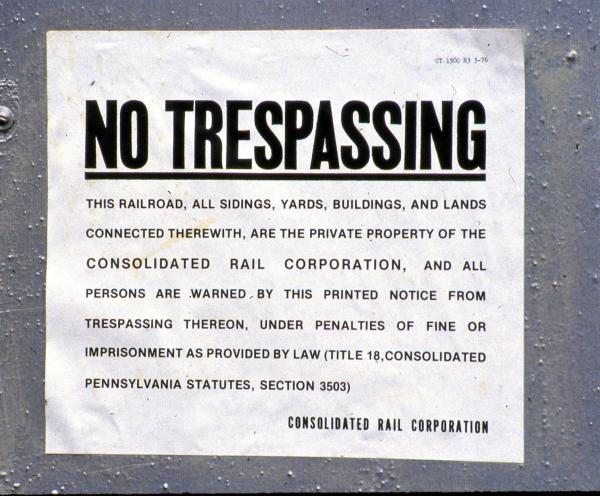 CT 1500 R3 5-76
NO TRESPASSING
THIS RAILROAD, ALL SIDINGS, YARDS, BUILDINGS, AND LANDS
CONNECTED THEREWITH, ARE THE PRIVATE PROPERTY OF THE
CONSOLIDATED RAIL CORPORATION, AND ALL
PERSONS ARE WARNED BY THIS PRINTED NOTICE FROM
TRESPASSING THEREON, UNDER PENALTIES OF FINE OR
IMPRISONMENT AS PROVIDED BY LAW (TITLE 18,CONSOLIDATED
PENNSYLVANIA STATUTES, SECTION 3503)
CONSOLIDATED RAIL CORPORATION